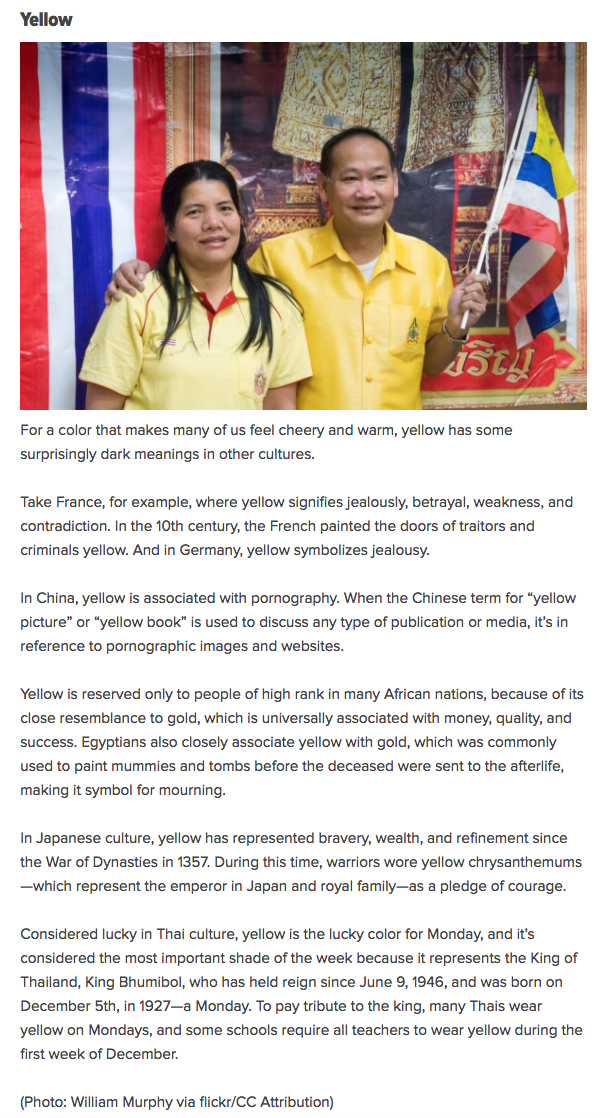 Yellow
For a color that makes many of us feel cheery and warm, yellow has some
surprisingly dark meanings in other cultures.
Take France, for example, where yellow signifies jealously, betrayal, weakness, and
contradiction. In the 10th century, the French painted the doors of traitors and
criminals yellow. And in Germany, yellow symbolizes jealousy.
In China, yellow is associated with pornography. When the Chinese term for “yellow
picture” or “yellow book” is used to discuss any type of publication or media, it’s in
reference to pornographic images and websites.
Yellow is reserved only to people of high rank in many African nations, because of its
close resemblance to gold, which is universally associated with money, quality, and
success. Egyptians also closely associate yellow with gold, which was commonly
used to paint mummies and tombs before the deceased were sent to the afterlife,
making it symbol for mourning.
In Japanese culture, yellow has represented bravery, wealth, and refinement since
the War of Dynasties in 1357. During this time, warriors wore yellow chrysanthemums
—which represent the emperor in Japan and royal family—as a pledge of courage.
Considered lucky in Thai culture, yellow is the lucky color for Monday, and it’s
considered the most important shade of the week because it represents the King of
Thailand, King Bhumibol, who has held reign since June 9, 1946, and was born on
December 5th, in 1927—a Monday. To pay tribute to the king, many Thais wear
yellow on Mondays, and some schools require all teachers to wear yellow during the
first week of December.
(Photo: William Murphy via flickr/CC Attribution)